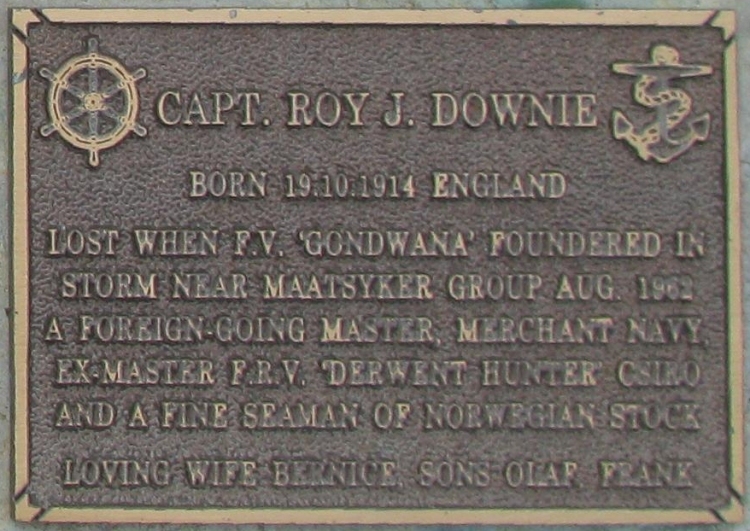 CAPT. ROY J. DOWNIE
BORN 19:10:1914 ENGLAND
LOST WHEN F.V. 'GONDWANA' FOUNDERED IN
STORM NEAR MAATSYKER GROUP AUG. 1962
A FOREIGN-GOING MASTER, MERCHANT NAVY,
EX-MASTER F.R.V. 'DERWENT HUNTER' CSIRO
AND A FINE SEAMAN OF NORWEGIAN STOCK
LOVING WIFE BERNICE, SONS OLAF, FRANK